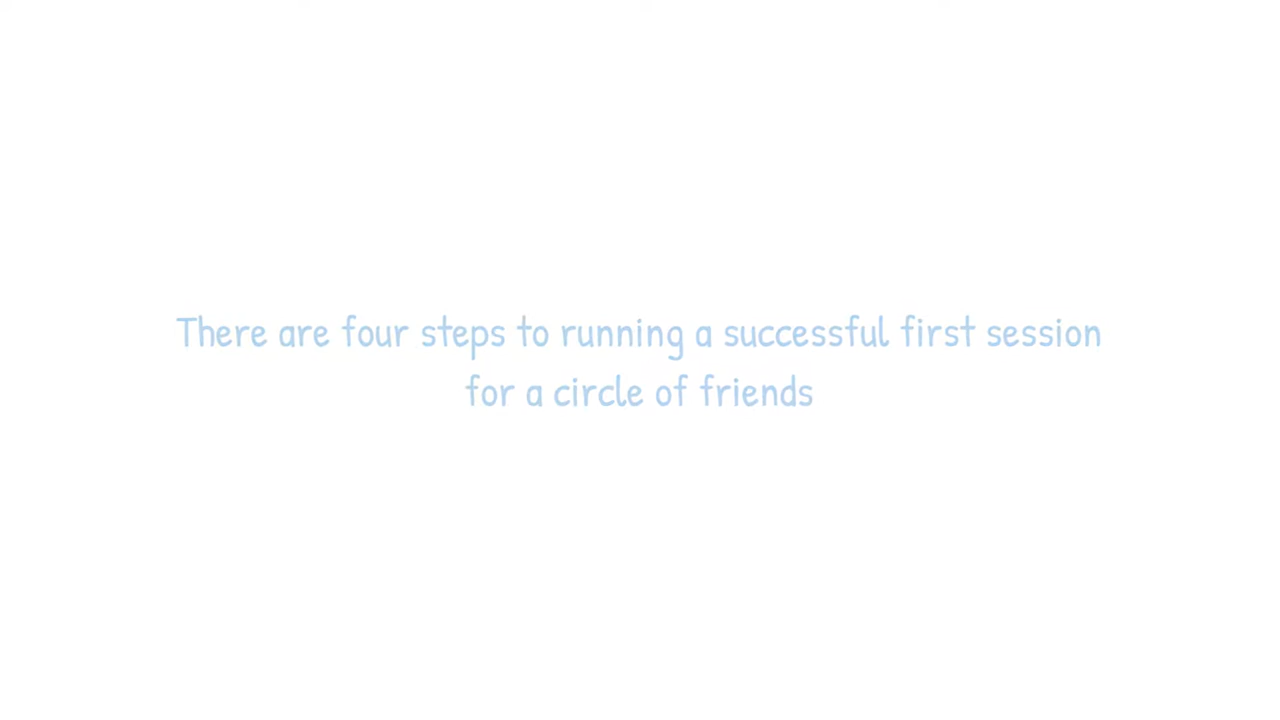 There are four steps to running a successful first session
for a circle of friends